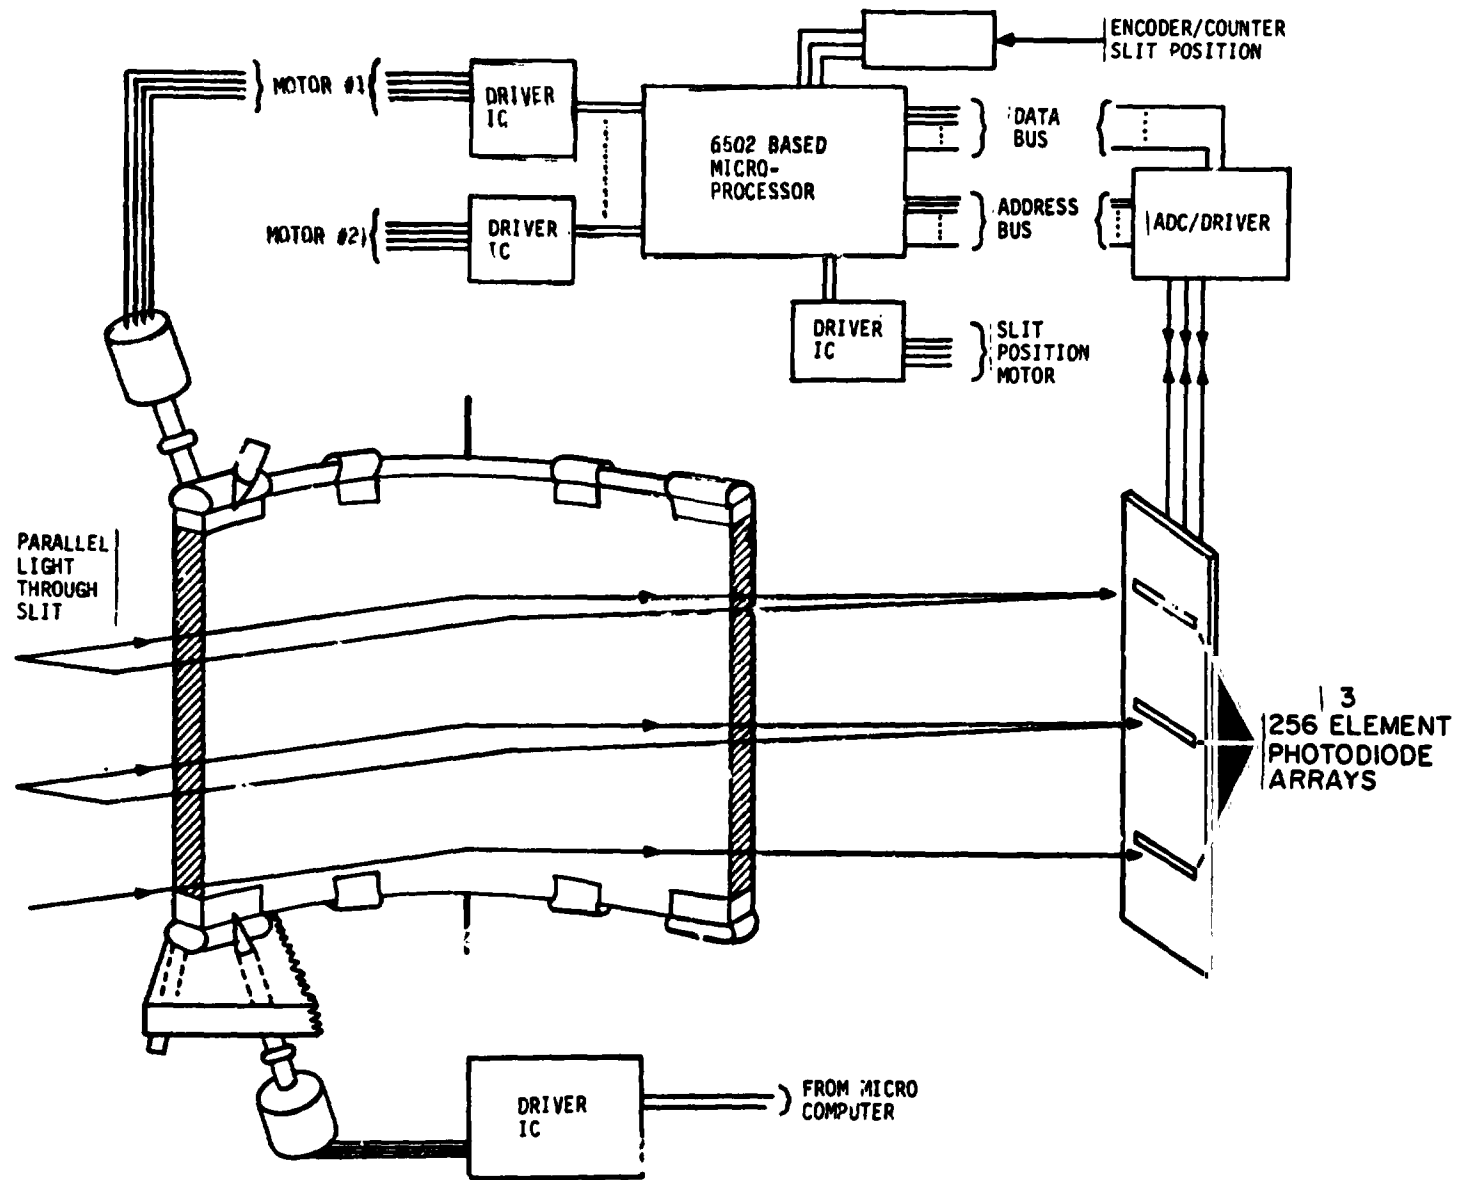 ENCODER/COUNTER
SLIT POSITION
MOTOR #1
DRIVER
IC
6502 BASED
MICRO-
PROCESSOR
DATA
BUS
MOTOR #2
DRIVER
IC
ADDRESS
BUS
ADC/DRIVER
DRIVER
IC
SLIT
POSITION
MOTOR
PARALLEL
LIGHT
THROUGH
SLIT
3
256 ELEMENT
PHOTODIODE
ARRAYS
DRIVER
IC
FROM MICRO
COMPUTER